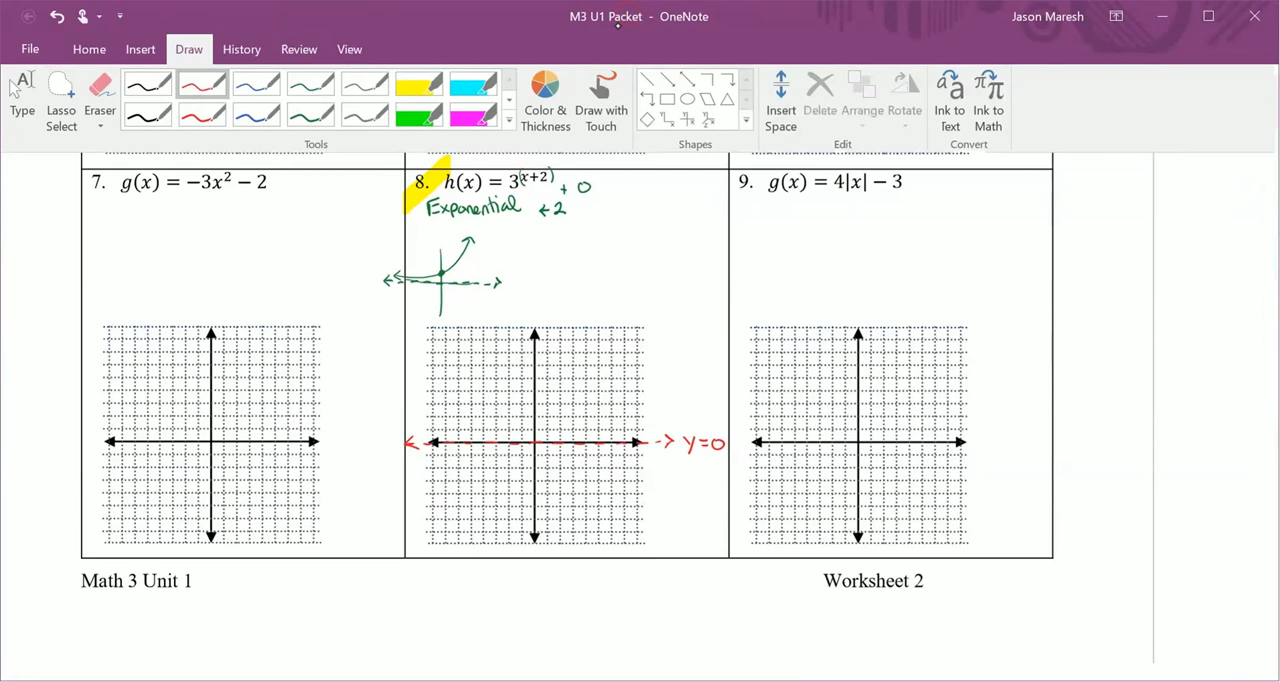 M3 U1 Packet - OneNote
Jason Maresh
File Home Insert Draw History Review View
Type
Lasso Select
Eraser
Color & Thickness
Draw with Touch
Insert Space
Delete
Arrange
Rotate
Ink to Text
Ink to Math
Tools
Shapes
Edit
Convert
7. g(x) = −3x² − 2
8. h(x) = 3^(x+2) + 0
Exponential ←2
y=0
9. g(x) = 4|x| − 3
Math 3 Unit 1
Worksheet 2